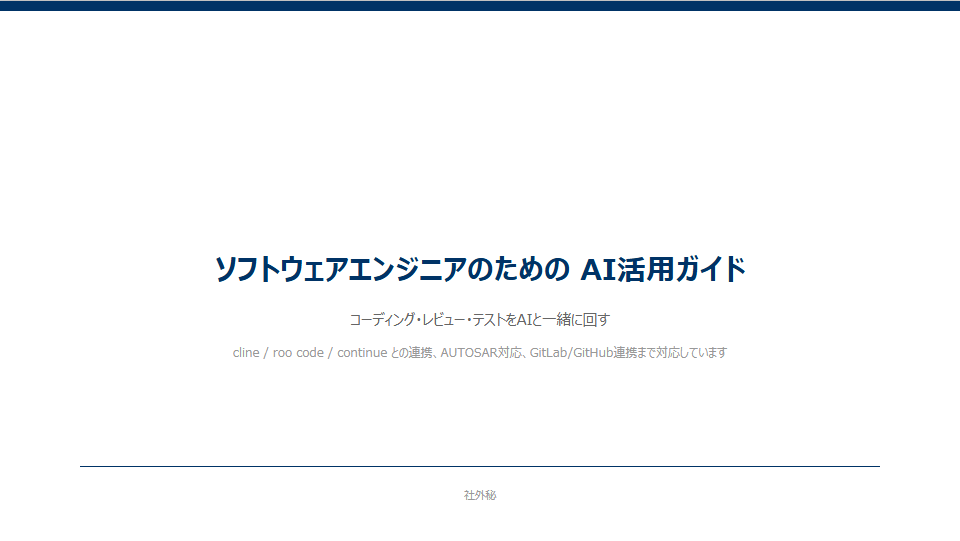 ソフトウェアエンジニアのための AI活用ガイド
コーディング・レビュー・テストをAIと一緒に回す
cline / roo code / continue との連携、AUTOSAR対応、GitLab/GitHub連携まで対応しています
社外秘